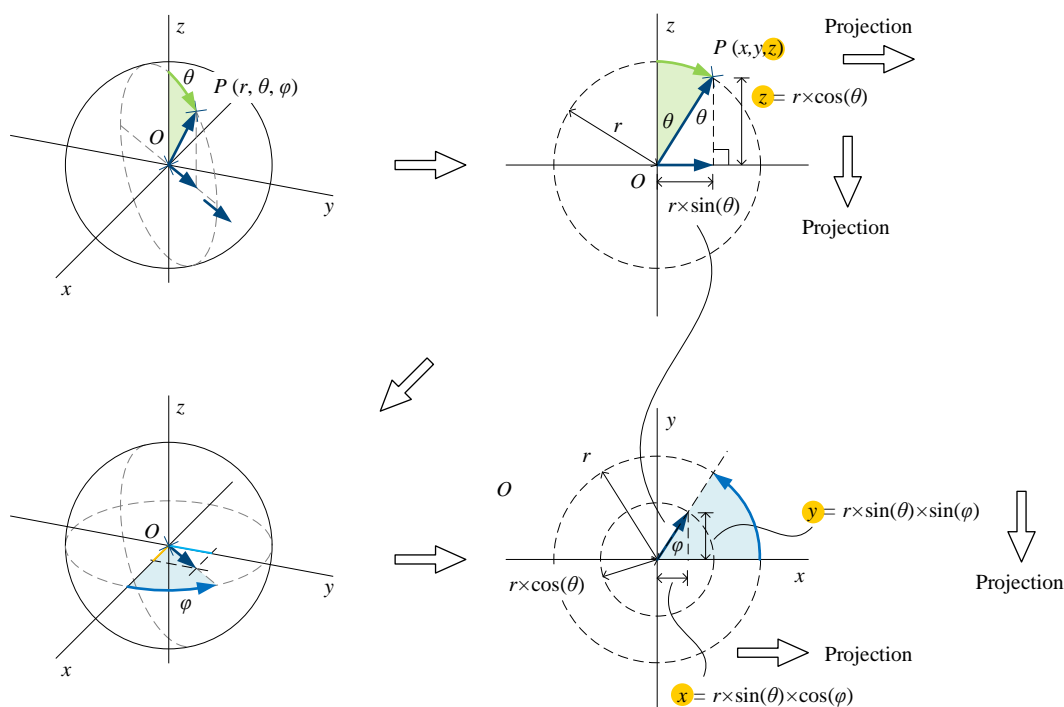 z
θ
P (r, θ, φ)
O
y
x
z
P (x,y,z)
Projection
z = r×cos(θ)
θ
θ
r
O
r×sin(θ)
Projection
z
O
y
φ
x
y
r
O
y = r×sin(θ)×sin(φ)
φ
x
r×cos(θ)
Projection
Projection
x = r×sin(θ)×cos(φ)